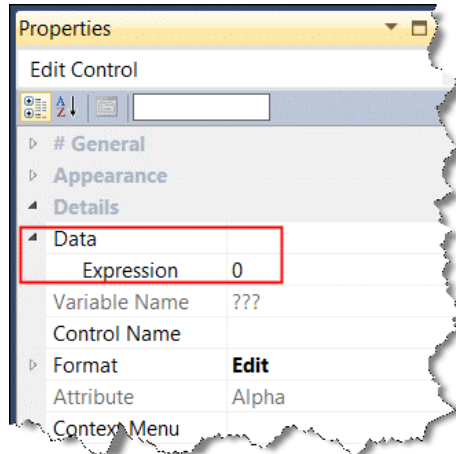 Properties
Edit Control
# General
Appearance
Details
Data
Expression 0
Variable Name ???
Control Name
Format Edit
Attribute Alpha
Context Menu